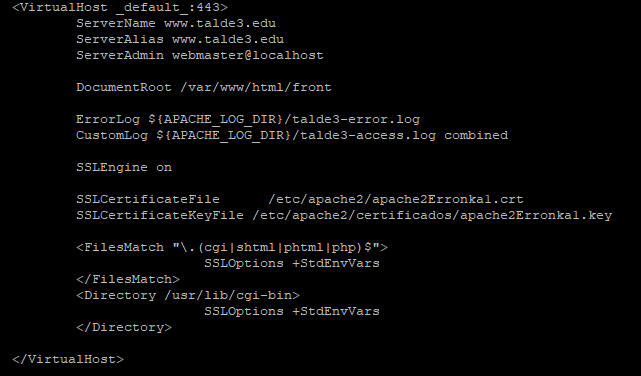 <VirtualHost _default_:443>
ServerName www.talde3.edu
ServerAlias www.talde3.edu
ServerAdmin webmaster@localhost
DocumentRoot /var/www/html/front
ErrorLog ${APACHE_LOG_DIR}/talde3-error.log
CustomLog ${APACHE_LOG_DIR}/talde3-access.log combined
SSLEngine on
SSLCertificateFile /etc/apache2/apache2Erronka1.crt
SSLCertificateKeyFile /etc/apache2/certificados/apache2Erronka1.key
<FilesMatch "\.(cgi|shtml|phtml|php)$">
SSLOptions +StdEnvVars
</FilesMatch>
<Directory /usr/lib/cgi-bin>
SSLOptions +StdEnvVars
</Directory>
</VirtualHost>